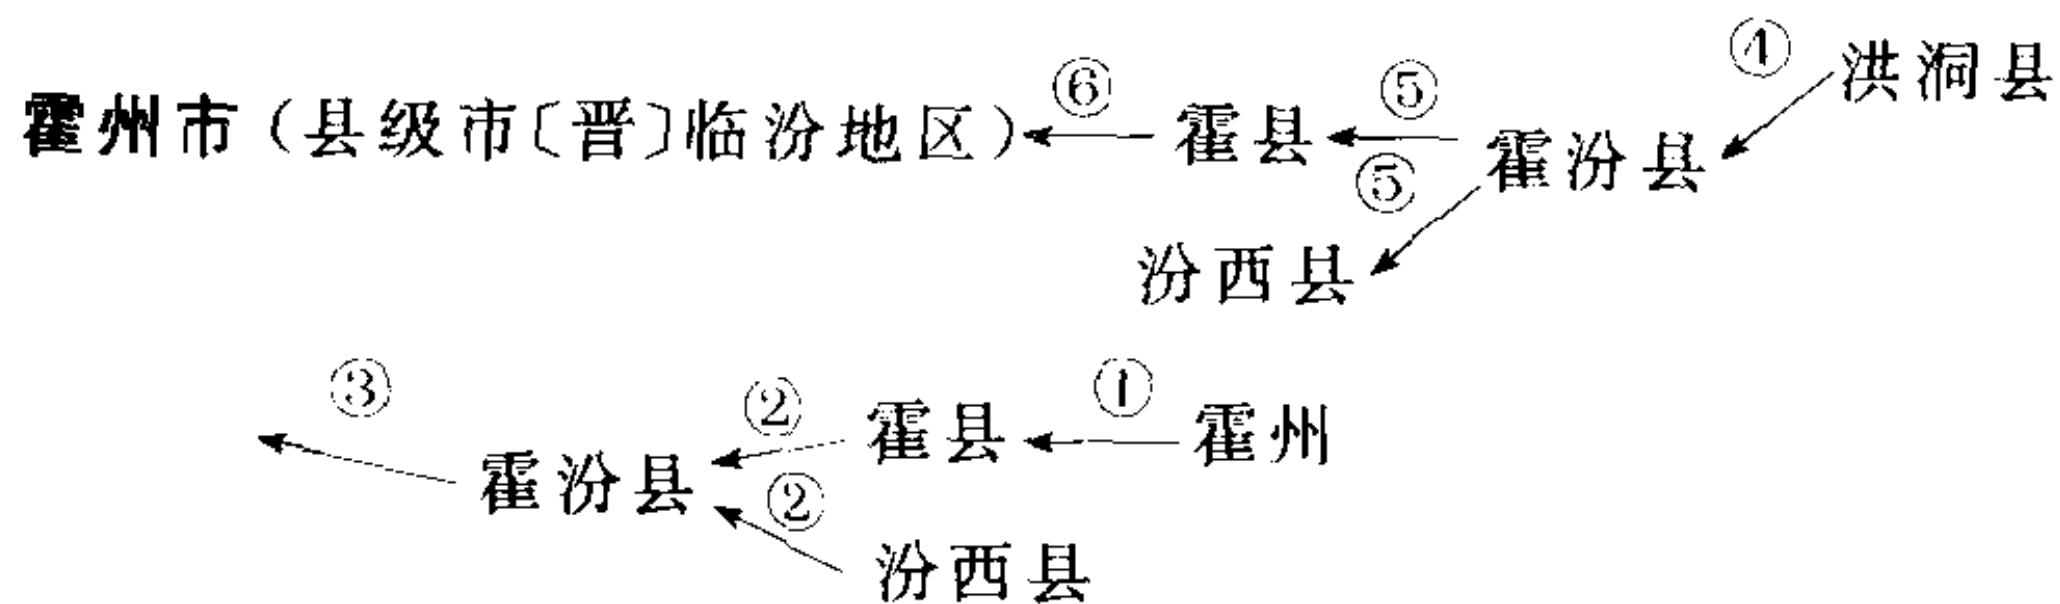 ④ 洪洞县
霍州市(县级市〔晋〕临汾地区) ⑥ 霍县 ⑤ 霍汾县
⑤
汾西县
③ ② 霍县 ① 霍州
霍汾县
②
汾西县